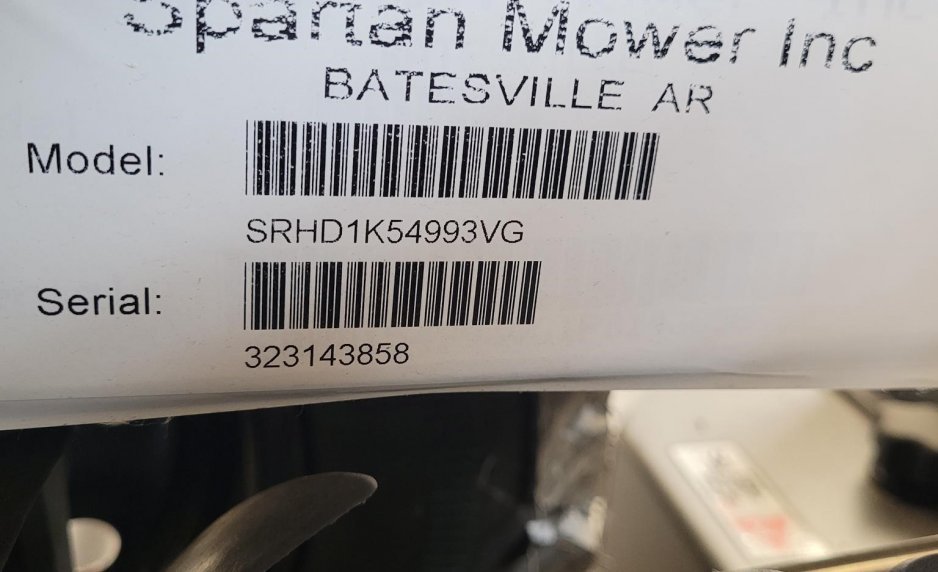 Spartan Mower Inc
BATESVILLE AR
Model:
SRHD1K54993VG
Serial:
323143858